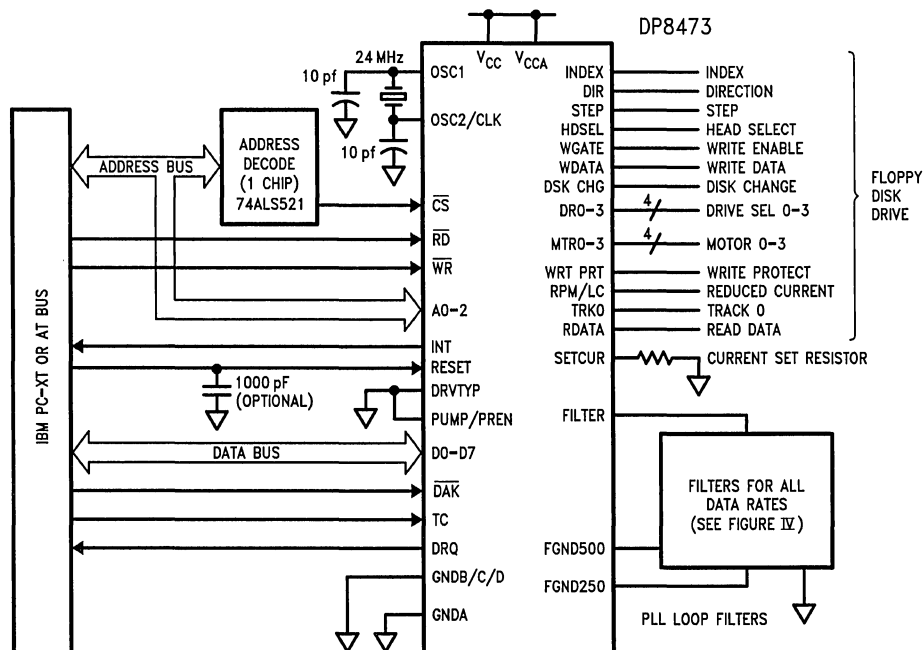 DP8473
VCC VCCA
24 MHz
10 pf
10 pf
OSC1
OSC2/CLK
CS
RD
WR
A0-2
INT
RESET
DRVTYP
PUMP/PREN
D0-D7
DAK
TC
DRQ
GNDB/C/D
GNDA
IBM PC-XT OR AT BUS
ADDRESS BUS
ADDRESS
DECODE
(1 CHIP)
74ALS521
1000 pF
(OPTIONAL)
DATA BUS
INDEX INDEX
DIR DIRECTION
STEP STEP
HDSEL HEAD SELECT
WGATE WRITE ENABLE
WDATA WRITE DATA
DSK CHG DISK CHANGE
DR0-3 4 DRIVE SEL 0-3
MTR0-3 4 MOTOR 0-3
WRT PRT WRITE PROTECT
RPM/LC REDUCED CURRENT
TRK0 TRACK 0
RDATA READ DATA
SETCUR CURRENT SET RESISTOR
FLOPPY
DISK
DRIVE
FILTER
FILTERS FOR ALL
DATA RATES
(SEE FIGURE IV.)
FGND500
FGND250
PLL LOOP FILTERS